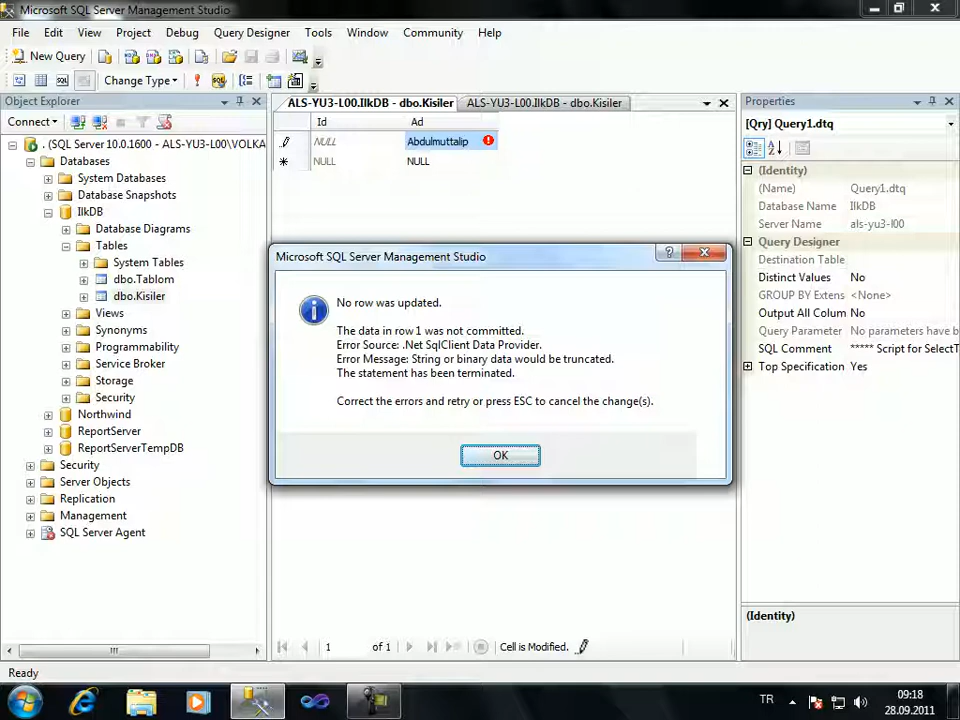 Microsoft SQL Server Management Studio
File Edit View Project Debug Query Designer Tools Window Community Help
New Query
Change Type
Object Explorer
Connect
. (SQL Server 10.0.1600 - ALS-YU3-L00\VOLKA
Databases
System Databases
Database Snapshots
IlkDB
Database Diagrams
Tables
System Tables
dbo.Tablom
dbo.Kisiler
Views
Synonyms
Programmability
Service Broker
Storage
Security
Northwind
ReportServer
ReportServerTempDB
Security
Server Objects
Replication
Management
SQL Server Agent
ALS-YU3-L00.IlkDB - dbo.Kisiler ALS-YU3-L00.IlkDB - dbo.Kisiler
Id Ad
NULL Abdulmuttalip
NULL NULL
Microsoft SQL Server Management Studio
No row was updated.
The data in row 1 was not committed.
Error Source: .Net SqlClient Data Provider.
Error Message: String or binary data would be truncated.
The statement has been terminated.
Correct the errors and retry or press ESC to cancel the change(s).
OK
1 of 1 Cell is Modified.
Properties
[Qry] Query1.dtq
(Identity)
(Name) Query1.dtq
Database Name IlkDB
Server Name als-yu3-l00
Query Designer
Destination Table
Distinct Values No
GROUP BY Extens <None>
Output All Colum No
Query Parameter No parameters have b
SQL Comment ***** Script for SelectT
Top Specification Yes
(Identity)
Ready
TR
09:18
28.09.2011